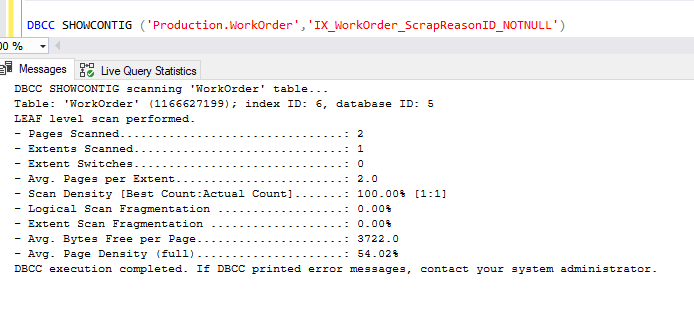 DBCC SHOWCONTIG ('Production.WorkOrder','IX_WorkOrder_ScrapReasonID_NOTNULL')
00 %
Messages Live Query Statistics
DBCC SHOWCONTIG scanning 'WorkOrder' table...
Table: 'WorkOrder' (1166627199); index ID: 6, database ID: 5
LEAF level scan performed.
- Pages Scanned................................: 2
- Extents Scanned..............................: 1
- Extent Switches..............................: 0
- Avg. Pages per Extent........................: 2.0
- Scan Density [Best Count:Actual Count].......: 100.00% [1:1]
- Logical Scan Fragmentation ..................: 0.00%
- Extent Scan Fragmentation ...................: 0.00%
- Avg. Bytes Free per Page.....................: 3722.0
- Avg. Page Density (full).....................: 54.02%
DBCC execution completed. If DBCC printed error messages, contact your system administrator.